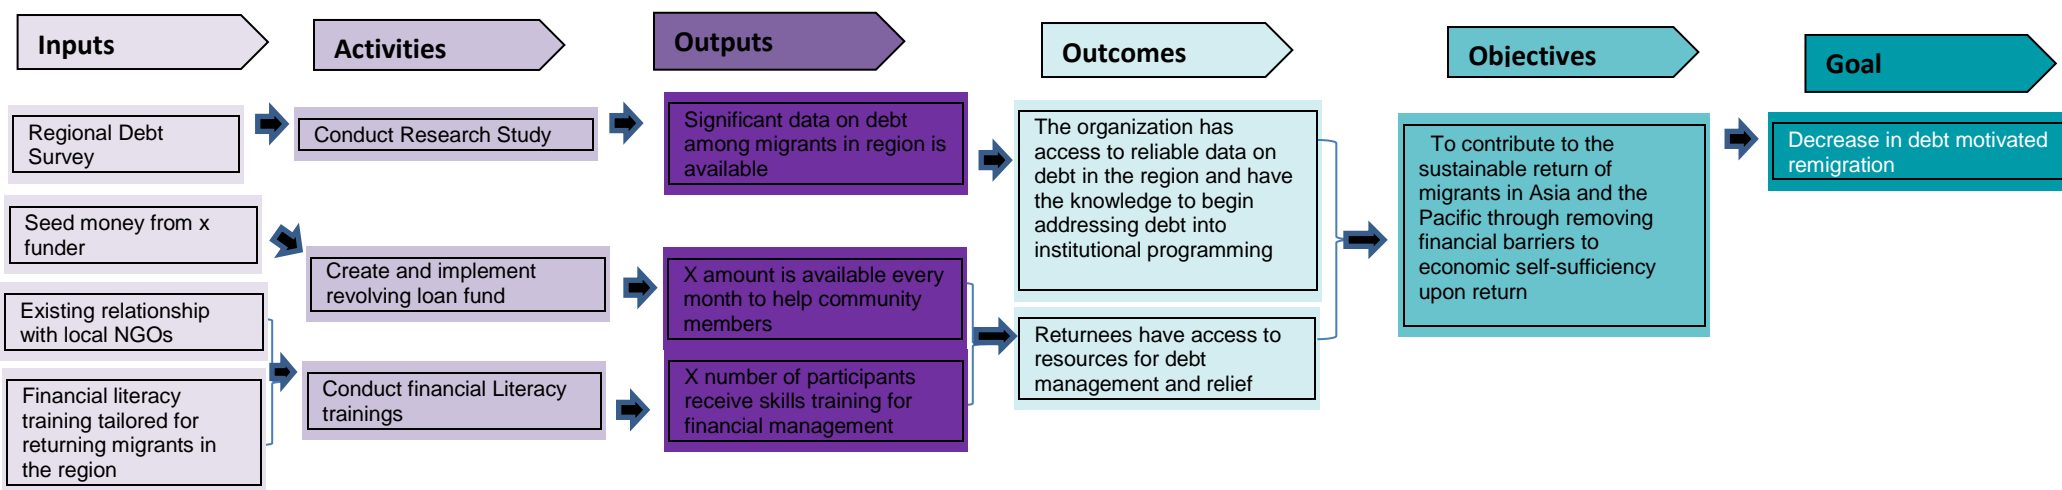 Inputs
Activities
Outputs
Outcomes
Objectives
Goal
Regional Debt
Survey
Seed money from x
funder
Existing relationship
with local NGOs
Financial literacy
training tailored for
returning migrants in
the region
Conduct Research Study
Create and implement
revolving loan fund
Conduct financial Literacy
trainings
Significant data on debt
among migrants in region is
available
X amount is available every
month to help community
members
X number of participants
receive skills training for
financial management
The organization has
access to reliable data on
debt in the region and have
the knowledge to begin
addressing debt into
institutional programming
Returnees have access to
resources for debt
management and relief
To contribute to the
sustainable return of
migrants in Asia and the
Pacific through removing
financial barriers to
economic self-sufficiency
upon return
Decrease in debt motivated
remigration